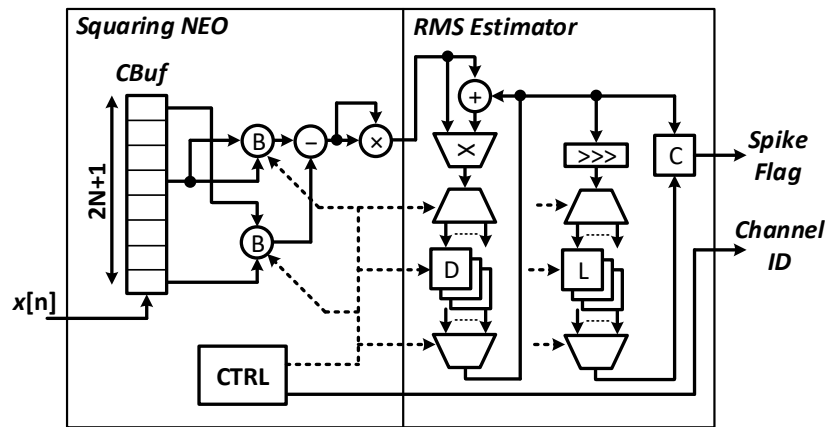 Squaring NEO
RMS Estimator
CBuf
2N+1
x[n]
B
−
×
B
+
X
>>>
C
D
L
CTRL
Spike
Flag
Channel
ID